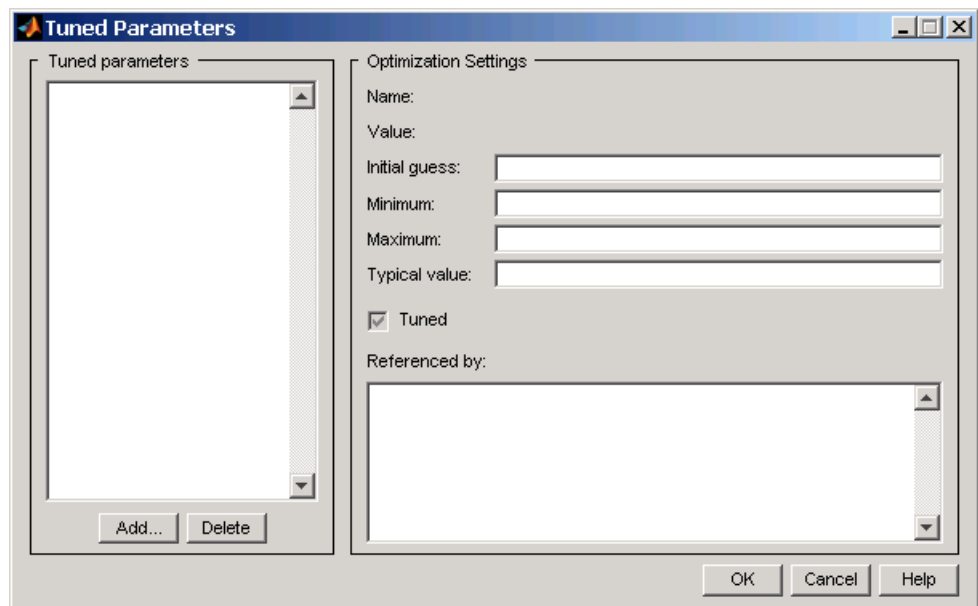 Tuned Parameters
Tuned parameters
Add...
Delete
Optimization Settings
Name:
Value:
Initial guess:
Minimum:
Maximum:
Typical value:
Tuned
Referenced by:
OK
Cancel
Help